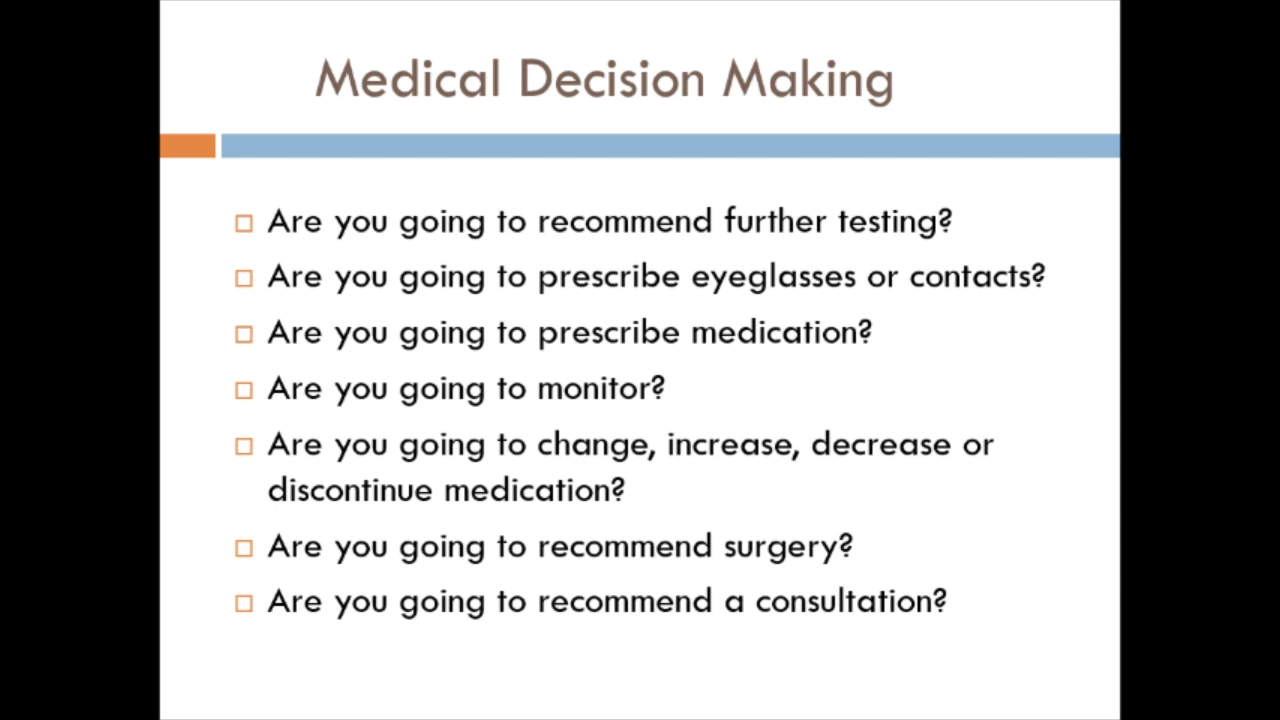 Medical Decision Making
Are you going to recommend further testing?
Are you going to prescribe eyeglasses or contacts?
Are you going to prescribe medication?
Are you going to monitor?
Are you going to change, increase, decrease or
discontinue medication?
Are you going to recommend surgery?
Are you going to recommend a consultation?